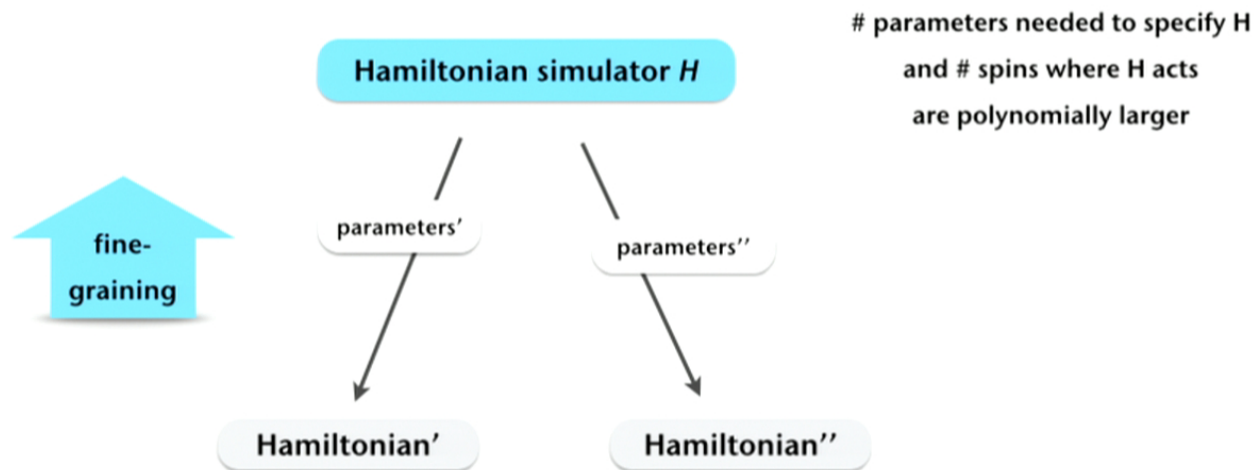 # parameters needed to specify H
and # spins where H acts
are polynomially larger
Hamiltonian simulator H
parameters′
parameters′′
fine-
graining
Hamiltonian′
Hamiltonian′′